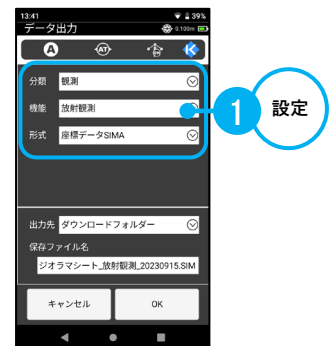 13:41 39%
データ出力 0.100m
A AT
分類 観測
機能 放射観測
形式 座標データSIMA
1 設定
出力先 ダウンロードフォルダー
保存ファイル名
ジオラマシート_放射観測_20230915.SIM
キャンセル OK